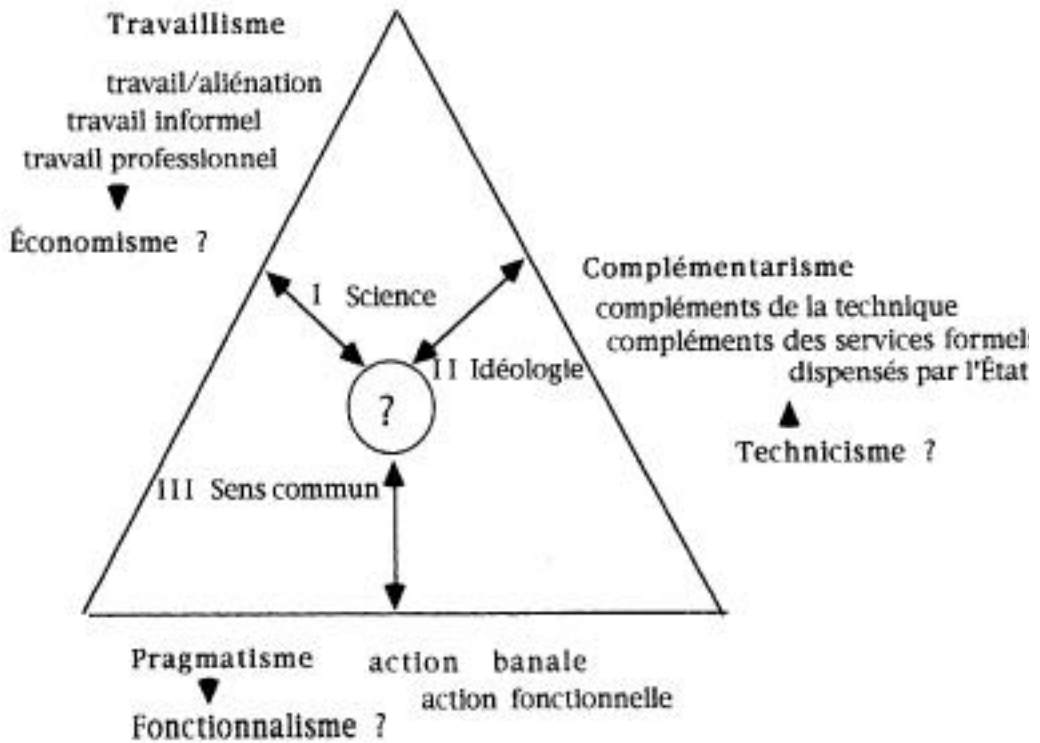 Travaillisme
travail/aliénation
travail informel
travail professionnel
Économisme ?
I Science
II Idéologie
?
III Sens commun
Complémentarisme
compléments de la technique
compléments des services formels
dispensés par l'État
Technicisme ?
Pragmatisme action banale
action fonctionnelle
Fonctionnalisme ?